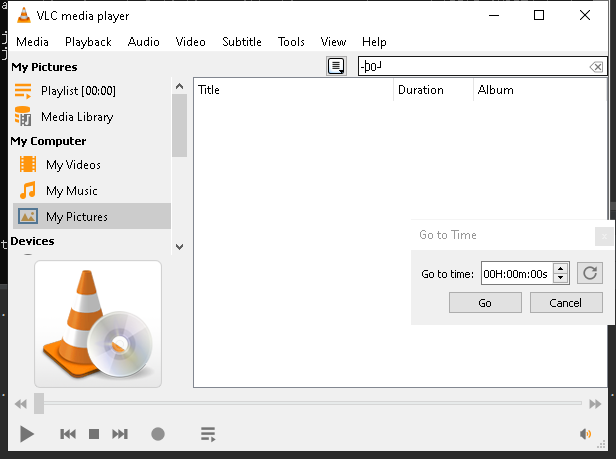 VLC media player
Media Playback Audio Video Subtitle Tools View Help
My Pictures
Playlist [00:00]
Media Library
My Computer
My Videos
My Music
My Pictures
Devices
Title Duration Album
Go to Time
Go to time: 00H:00m:00s
Go Cancel